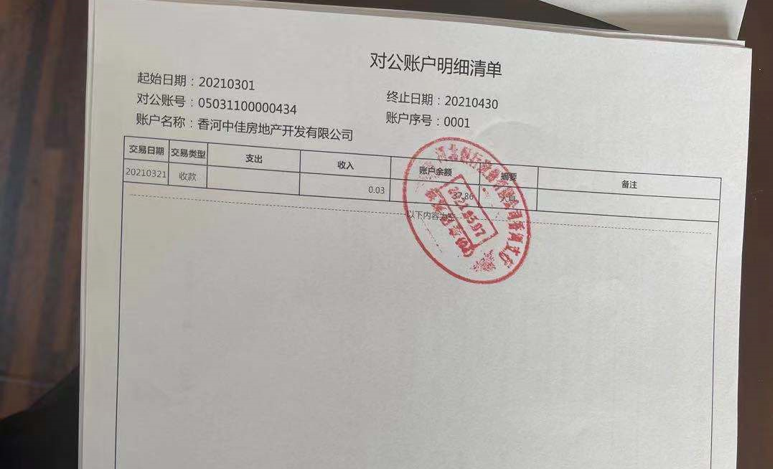 对公账户明细清单
起始日期：20210301
终止日期：20210430
对公账号：05031100000434
账户序号：0001
账户名称：香河中佳房地产开发有限公司
交易日期 交易类型 支出 收入 账户余额 摘要 备注
20210321 收款 0.03
以下内容为空